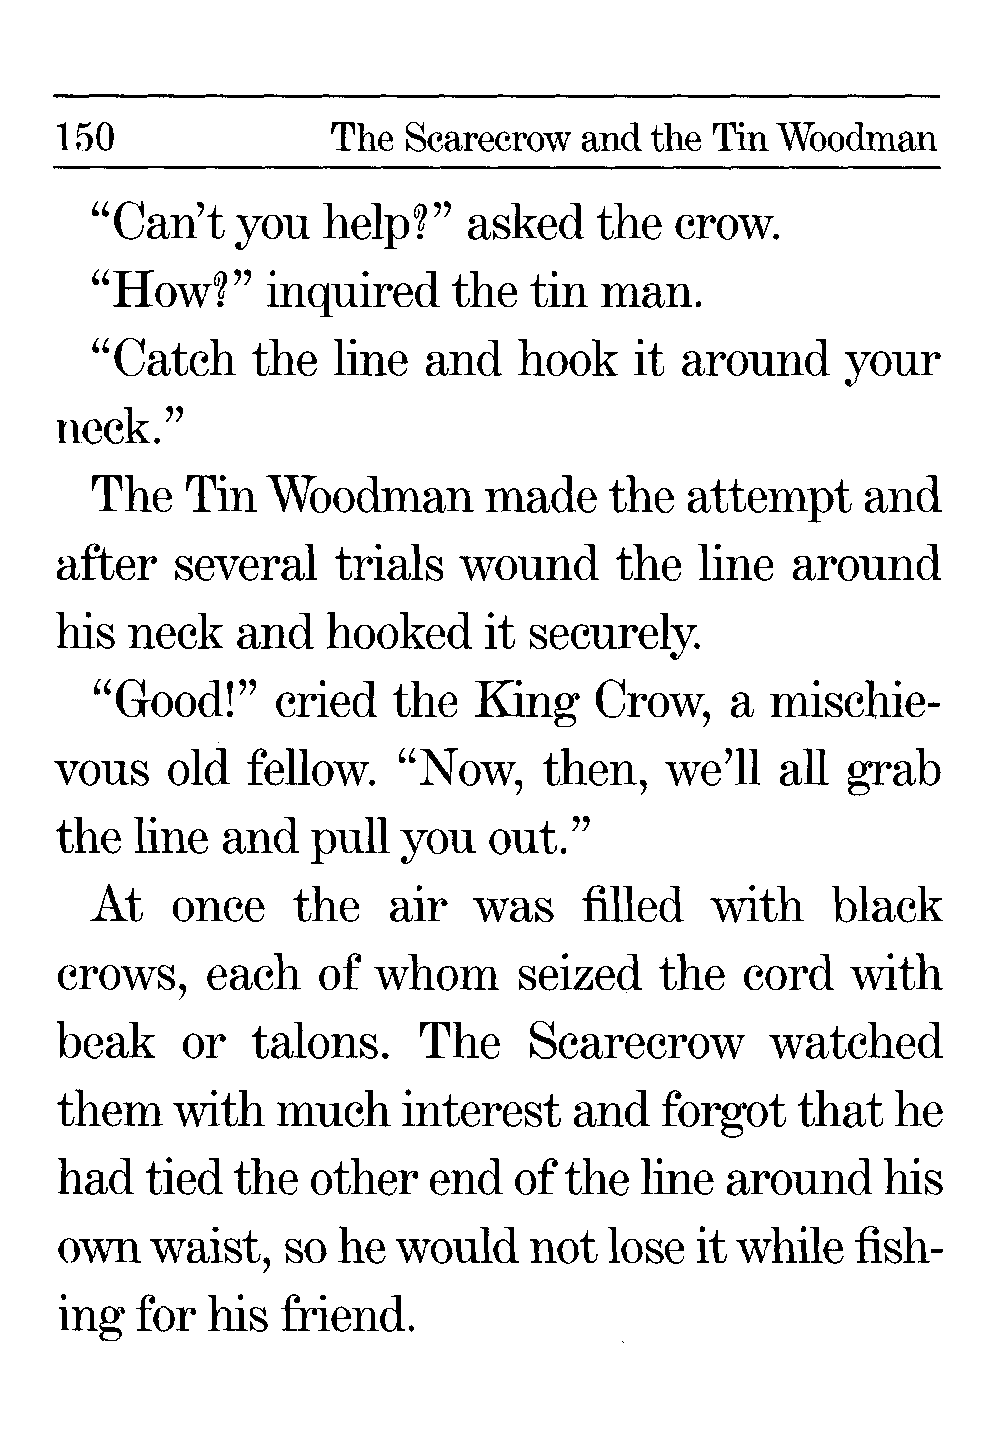 150 The Scarecrow and the Tin Woodman
“Can’t you help?” asked the crow.
“How?” inquired the tin man.
“Catch the line and hook it around your
neck.”
The Tin Woodman made the attempt and
after several trials wound the line around
his neck and hooked it securely.
“Good!” cried the King Crow, a mischie-
vous old fellow. “Now, then, we’ll all grab
the line and pull you out.”
At once the air was filled with black
crows, each of whom seized the cord with
beak or talons. The Scarecrow watched
them with much interest and forgot that he
had tied the other end of the line around his
own waist, so he would not lose it while fish-
ing for his friend.